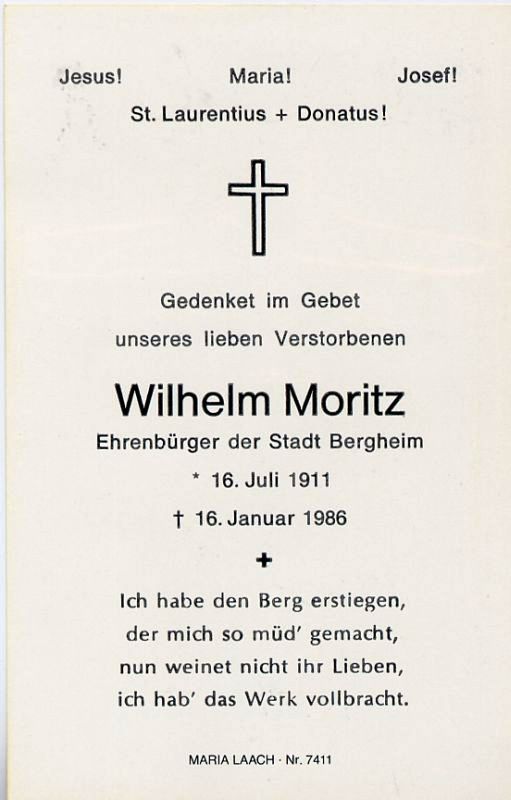 Jesus! Maria! Josef!
St. Laurentius + Donatus!
Gedenket im Gebet
unseres lieben Verstorbenen
Wilhelm Moritz
Ehrenbürger der Stadt Bergheim
* 16. Juli 1911
† 16. Januar 1986
Ich habe den Berg erstiegen,
der mich so müd’ gemacht,
nun weinet nicht ihr Lieben,
ich hab’ das Werk vollbracht.
MARIA LAACH · Nr. 7411